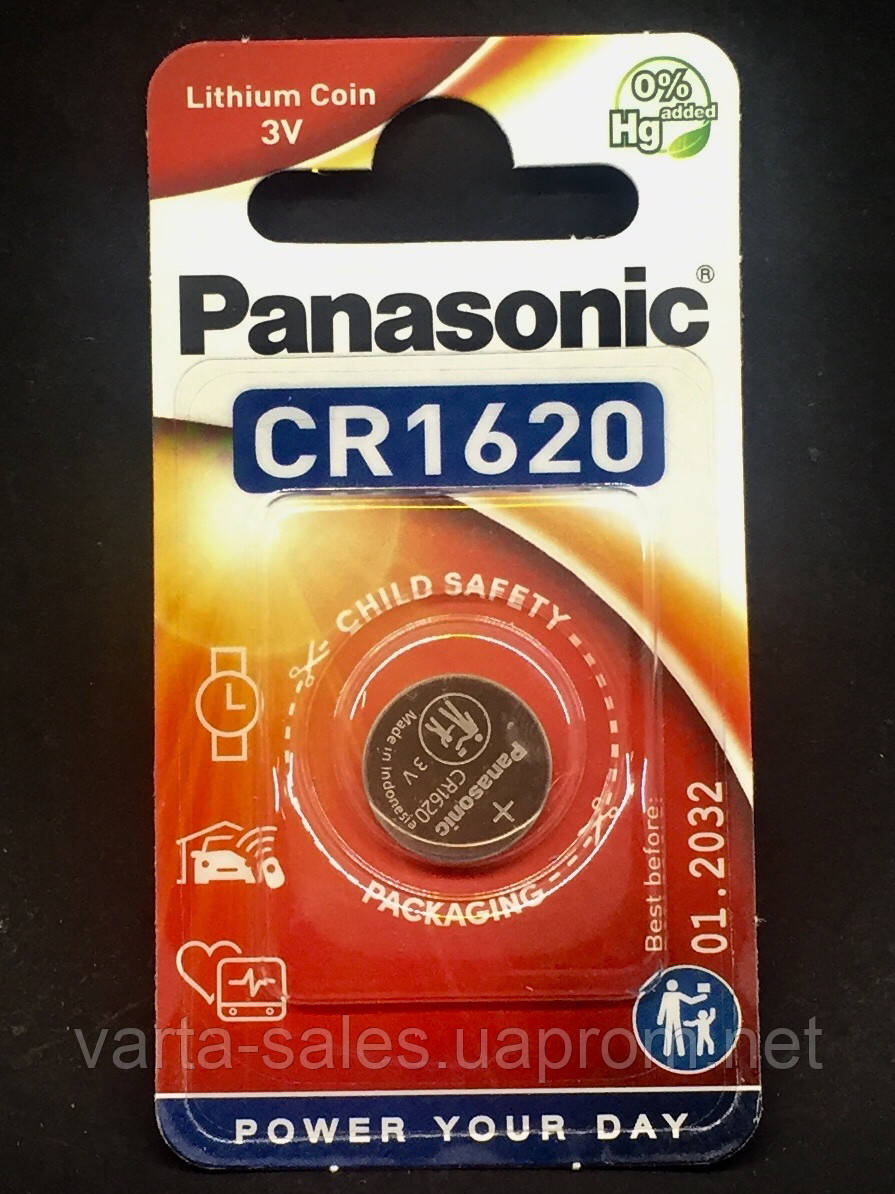 Lithium Coin
3V
0%
Hg added
Panasonic®
CR1620
CHILD SAFETY
Made in Indonesia
3 V
CR1620
Panasonic
+
PACKAGING
Best before:
01.2032
varta-sales.uaprom.net
POWER YOUR DAY